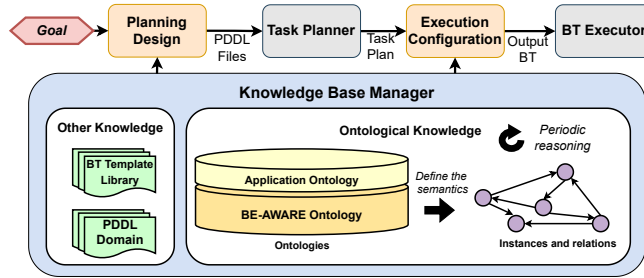 Goal
Planning
Design
PDDL
Files
Task Planner
Task
Plan
Execution
Configuration
Output
BT
BT Executor
Knowledge Base Manager
Other Knowledge
BT Template
Library
PDDL
Domain
Ontological Knowledge
Periodic
reasoning
Application Ontology
BE-AWARE Ontology
Ontologies
Define the
semantics
Instances and relations